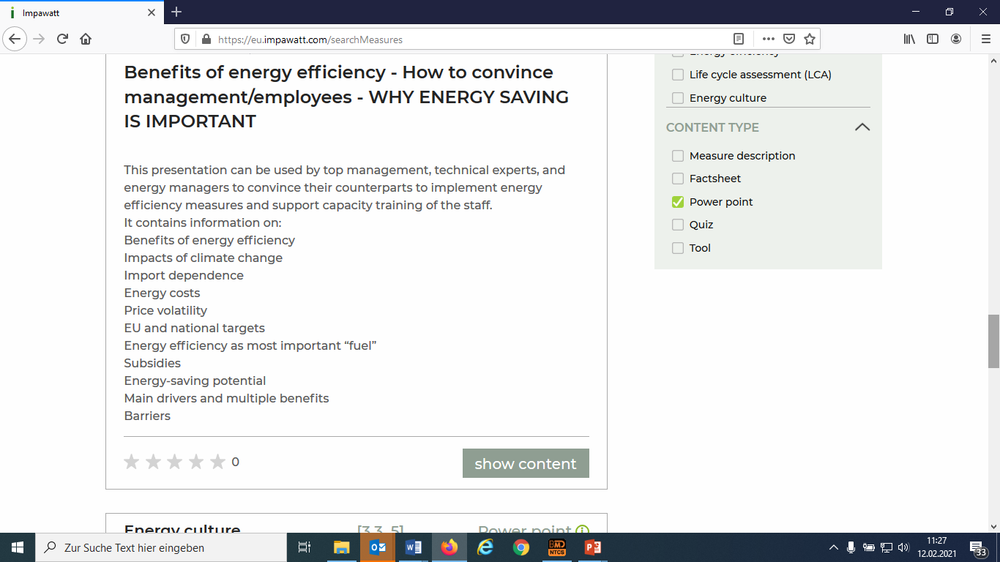 Impawatt
https://eu.impawatt.com/searchMeasures
Benefits of energy efficiency - How to convince
management/employees - WHY ENERGY SAVING
IS IMPORTANT
This presentation can be used by top management, technical experts, and
energy managers to convince their counterparts to implement energy
efficiency measures and support capacity training of the staff.
It contains information on:
Benefits of energy efficiency
Impacts of climate change
Import dependence
Energy costs
Price volatility
EU and national targets
Energy efficiency as most important “fuel”
Subsidies
Energy-saving potential
Main drivers and multiple benefits
Barriers
0
show content
Energy culture [3.3_5] Power point
Energy efficiency
Life cycle assessment (LCA)
Energy culture
CONTENT TYPE
Measure description
Factsheet
Power point
Quiz
Tool
Zur Suche Text hier eingeben
BMD
NTCS
11:27
12.02.2021
33